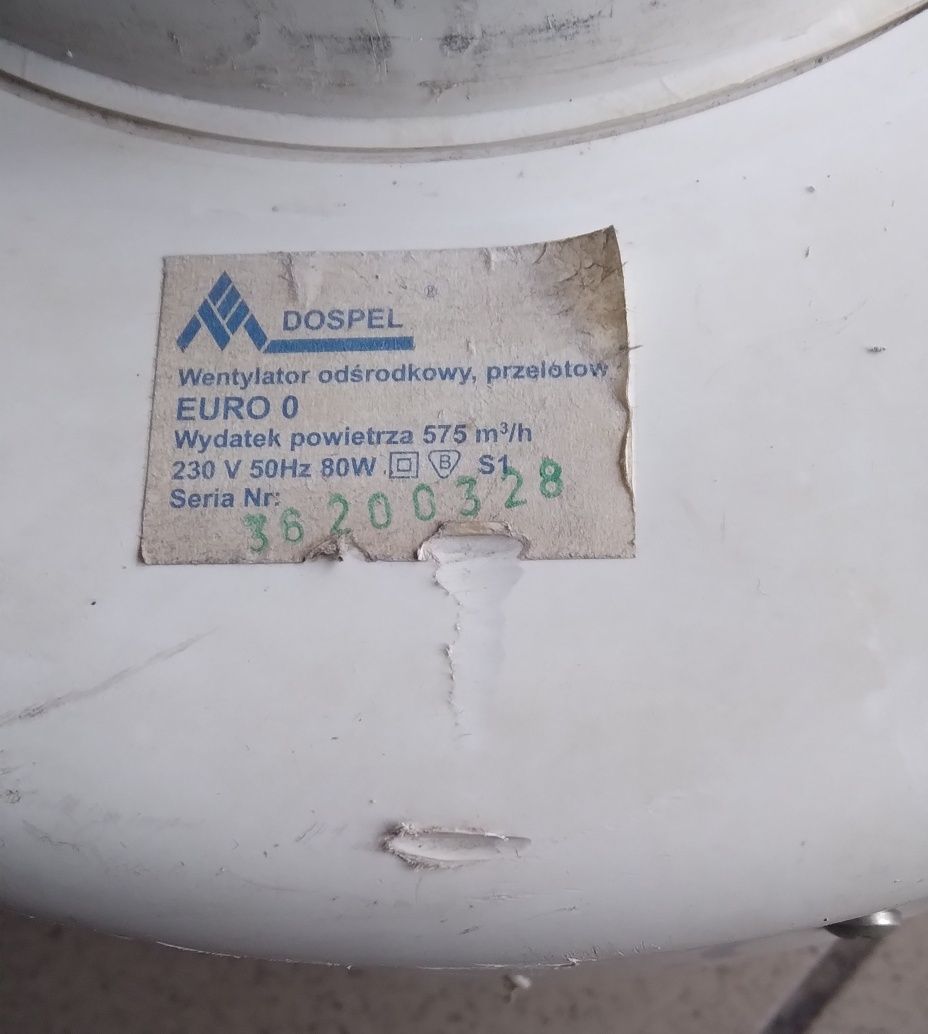 DOSPEL ®
Wentylator odśrodkowy, przelotow
EURO 0
Wydatek powietrza 575 m³/h
230 V 50Hz 80W B S1
Seria Nr:
36200328